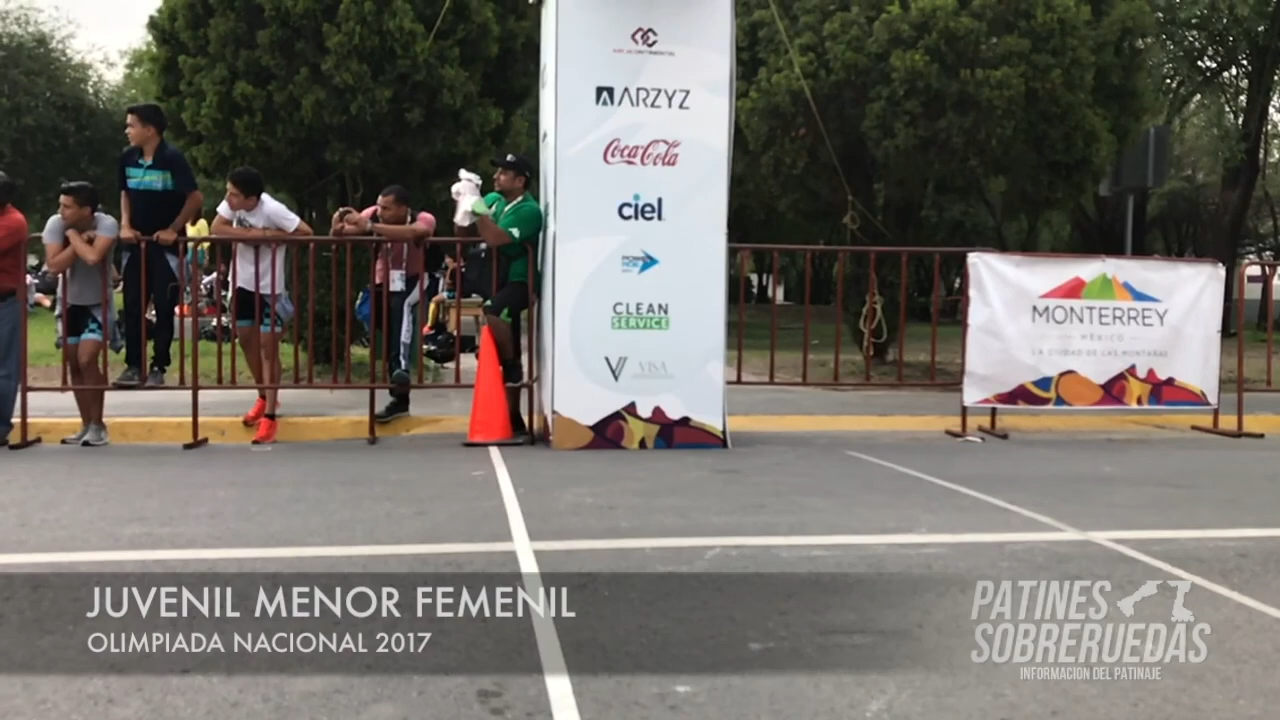 ARZYZ
Coca-Cola
ciel
CLEAN
SERVICE
VISA
MONTERREY
MÉXICO
LA CIUDAD DE LAS MONTAÑAS
JUVENIL MENOR FEMENIL
OLIMPIADA NACIONAL 2017
PATINES
SOBRERUEDAS
INFORMACION DEL PATINAJE